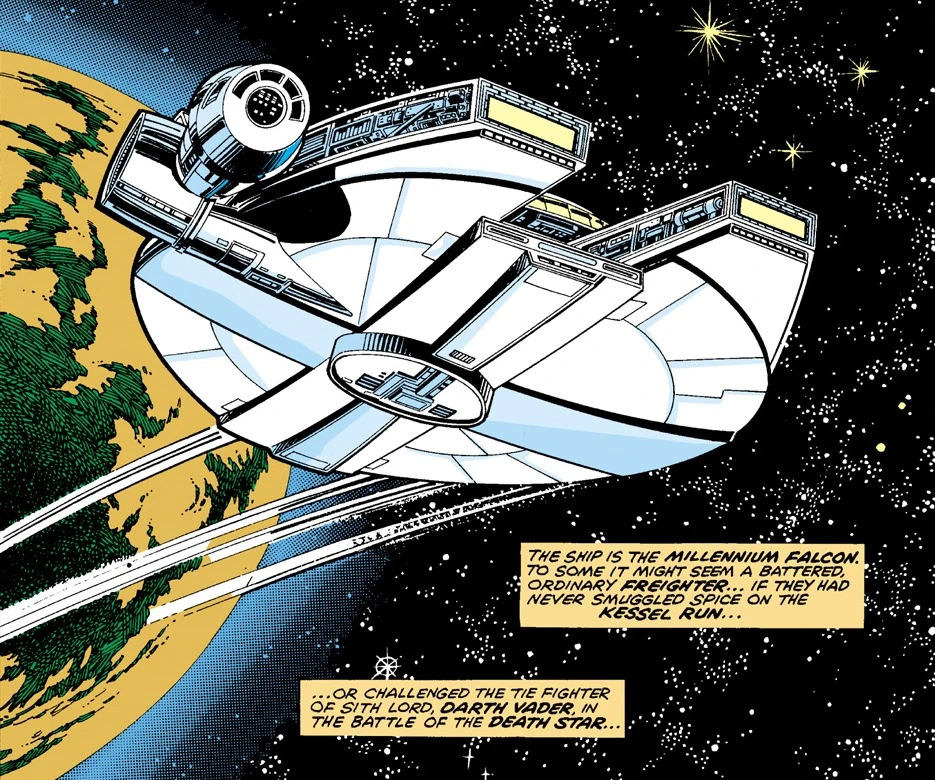 THE SHIP IS THE MILLENNIUM FALCON.
TO SOME IT MIGHT SEEM A BATTERED,
ORDINARY FREIGHTER... IF THEY HAD
NEVER SMUGGLED SPICE ON THE
KESSEL RUN...
...OR CHALLENGED THE TIE FIGHTER
OF SITH LORD, DARTH VADER, IN
THE BATTLE OF THE DEATH STAR...